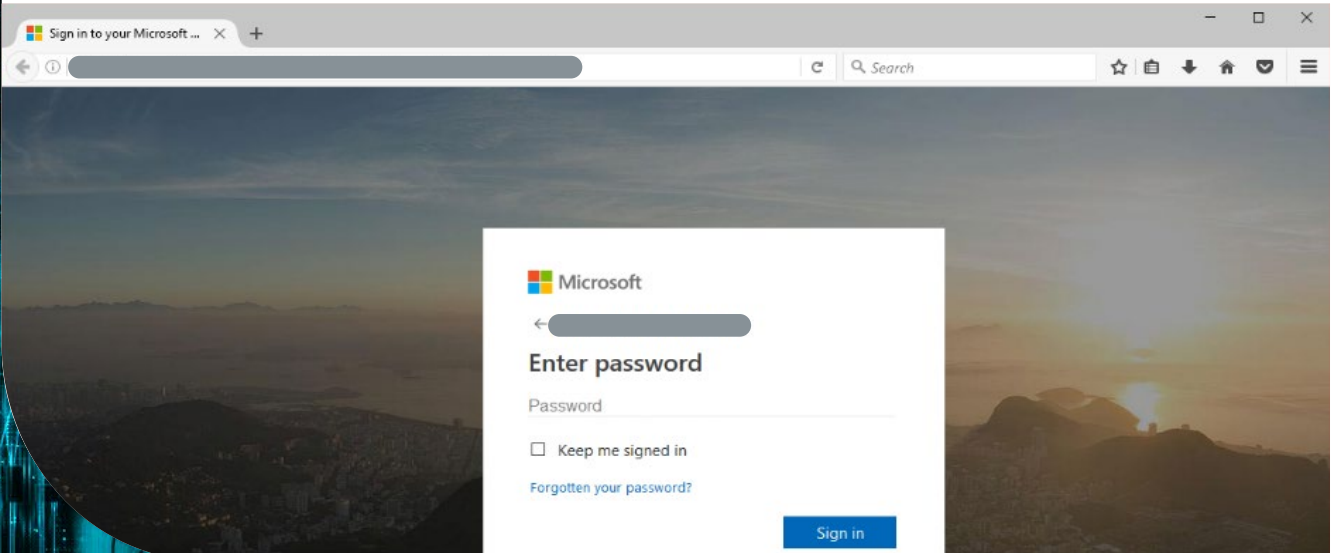 Sign in to your Microsoft ...
Search
Microsoft
Enter password
Password
Keep me signed in
Forgotten your password?
Sign in